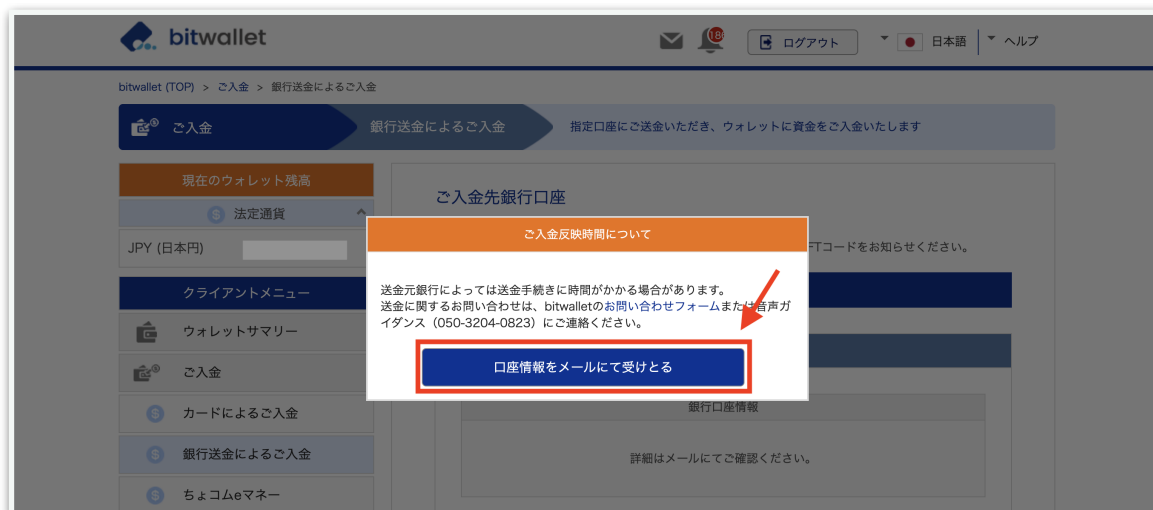 bitwallet
18
ログアウト
日本語
ヘルプ
bitwallet (TOP) > ご入金 > 銀行送金によるご入金
ご入金
銀行送金によるご入金
指定口座にご送金いただき、ウォレットに資金をご入金いたします
現在のウォレット残高
法定通貨
JPY (日本円)
クライアントメニュー
ウォレットサマリー
ご入金
カードによるご入金
銀行送金によるご入金
ちょコムeマネー
ご入金先銀行口座
FTコードをお知らせください。
ご入金反映時間について
送金元銀行によっては送金手続きに時間がかかる場合があります。
送金に関するお問い合わせは、bitwalletのお問い合わせフォームまたは音声ガ
イダンス（050-3204-0823）にご連絡ください。
口座情報をメールにて受けとる
銀行口座情報
詳細はメールにてご確認ください。